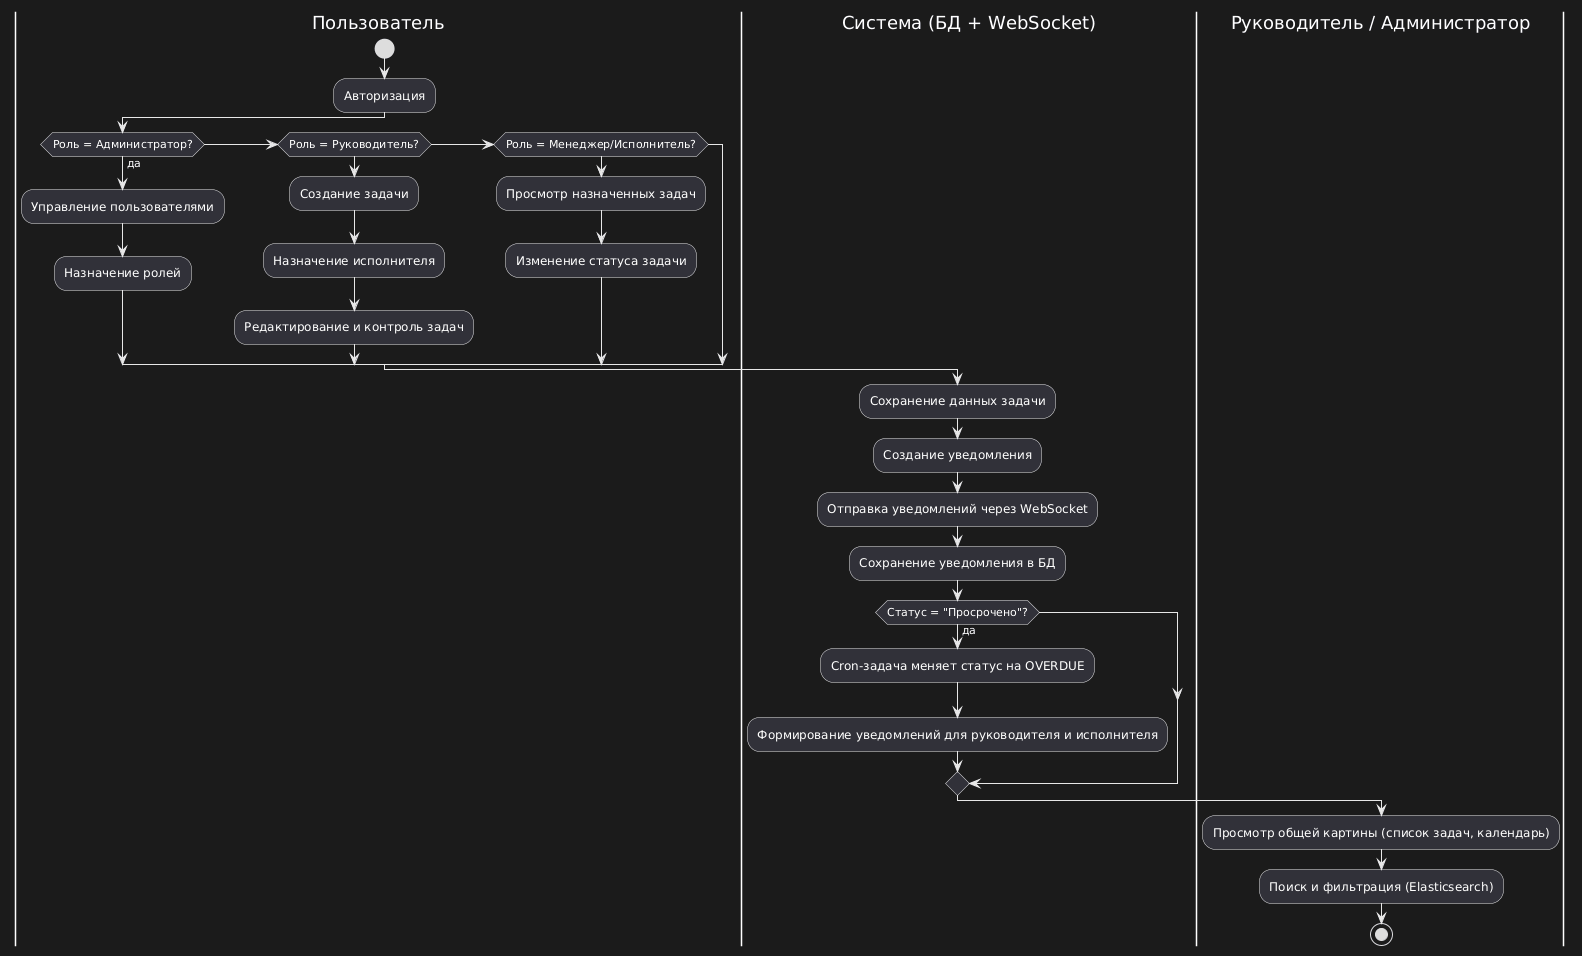 Пользователь
Система (БД + WebSocket)
Руководитель / Администратор
Авторизация
Роль = Администратор?
Роль = Руководитель?
Роль = Менеджер/Исполнитель?
да
Управление пользователями
Создание задачи
Просмотр назначенных задач
Назначение ролей
Назначение исполнителя
Изменение статуса задачи
Редактирование и контроль задач
Сохранение данных задачи
Создание уведомления
Отправка уведомлений через WebSocket
Сохранение уведомления в БД
Статус = "Просрочено"?
да
Cron-задача меняет статус на OVERDUE
Формирование уведомлений для руководителя и исполнителя
Просмотр общей картины (список задач, календарь)
Поиск и фильтрация (Elasticsearch)